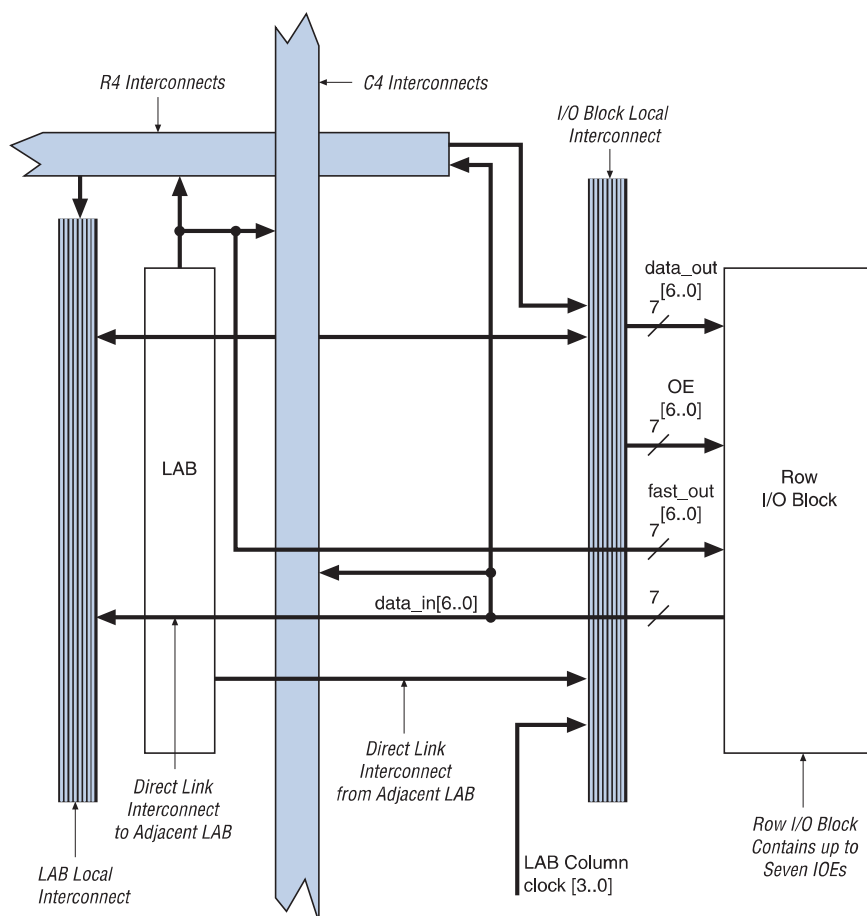 R4 Interconnects
C4 Interconnects
I/O Block Local
Interconnect
data_out
[6..0]
7
OE
[6..0]
7
LAB
Row
I/O Block
fast_out
[6..0]
7
data_in[6..0]
7
Direct Link
Interconnect
to Adjacent LAB
Direct Link
Interconnect
from Adjacent LAB
LAB Local
Interconnect
LAB Column
clock [3..0]
Row I/O Block
Contains up to
Seven IOEs